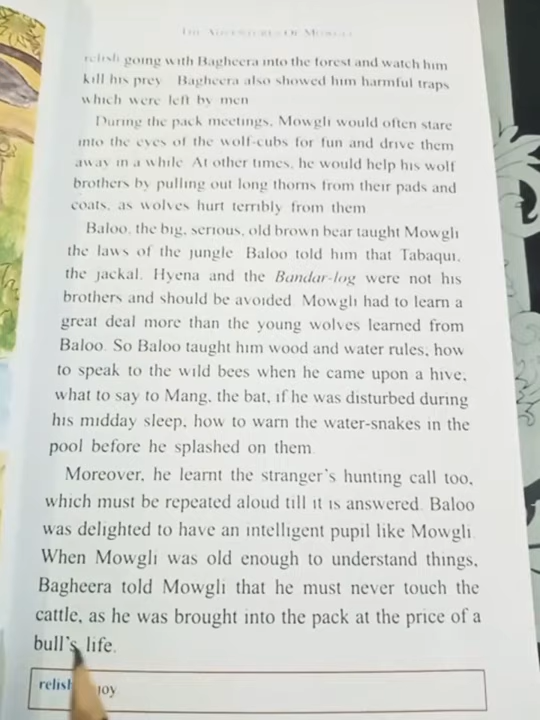 THE ADVENTURES OF MOWGLI
relish going with Bagheera into the forest and watch him
kill his prey. Bagheera also showed him harmful traps
which were left by men.
During the pack meetings, Mowgli would often stare
into the eyes of the wolf-cubs for fun and drive them
away in a while. At other times, he would help his wolf
brothers by pulling out long thorns from their pads and
coats, as wolves hurt terribly from them.
Baloo, the big, serious, old brown bear taught Mowgli
the laws of the jungle. Baloo told him that Tabaqui,
the jackal, Hyena and the Bandar-log were not his
brothers and should be avoided. Mowgli had to learn a
great deal more than the young wolves learned from
Baloo. So Baloo taught him wood and water rules; how
to speak to the wild bees when he came upon a hive,
what to say to Mang, the bat, if he was disturbed during
his midday sleep, how to warn the water-snakes in the
pool before he splashed on them.
Moreover, he learnt the stranger's hunting call too,
which must be repeated aloud till it is answered. Baloo
was delighted to have an intelligent pupil like Mowgli.
When Mowgli was old enough to understand things,
Bagheera told Mowgli that he must never touch the
cattle, as he was brought into the pack at the price of a
bull's life.
relish joy